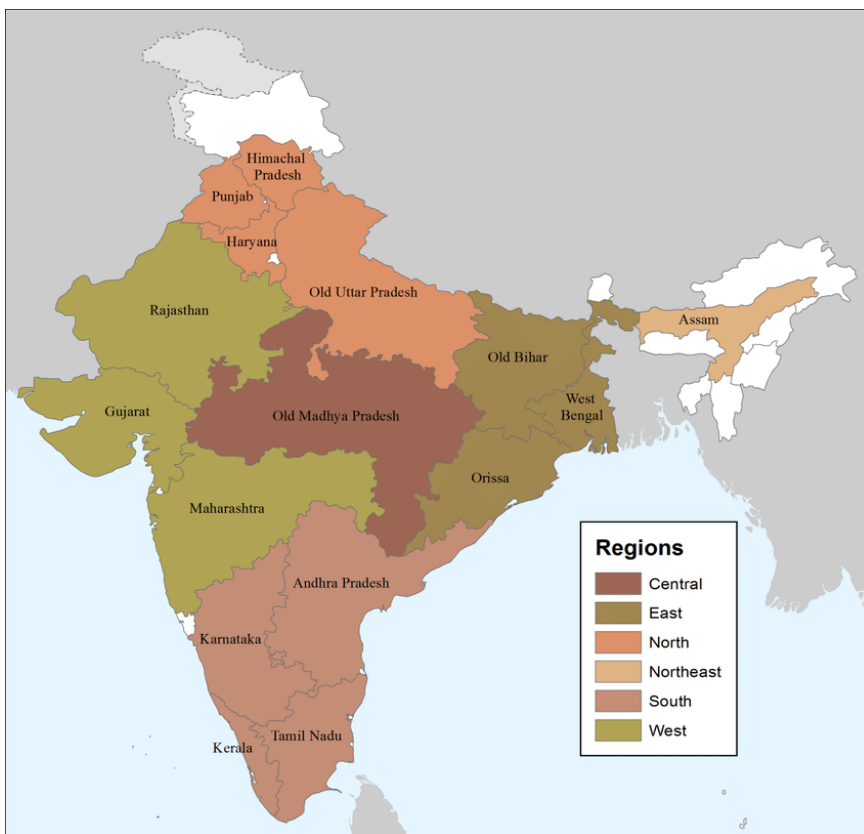 Himachal
Pradesh
Punjab
Haryana
Rajasthan
Old Uttar Pradesh
Assam
Old Bihar
Gujarat
Old Madhya Pradesh
West
Bengal
Orissa
Maharashtra
Andhra Pradesh
Karnataka
Kerala
Tamil Nadu
Regions
Central
East
North
Northeast
South
West